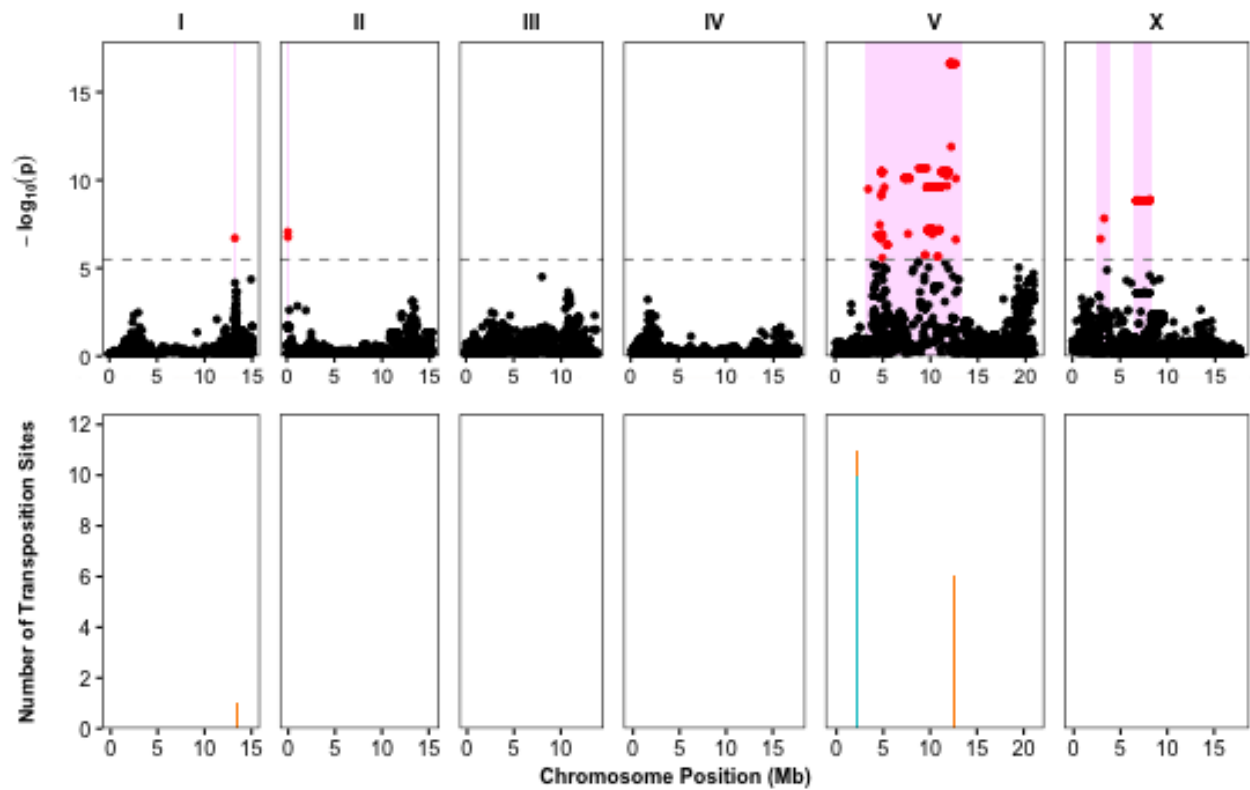 I II III IV V X
− log10(p)
15
10
5
0
0 5 10 15 0 5 10 15 0 5 10 0 5 10 15 0 5 10 15 20 0 5 10 15
Number of Transposition Sites
12
10
8
6
4
2
0
0 5 10 15 0 5 10 15 0 5 10 0 5 10 15 0 5 10 15 20 0 5 10 15
Chromosome Position (Mb)